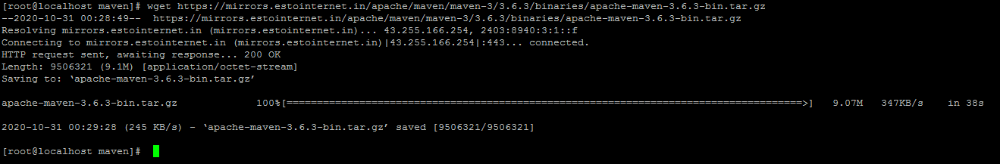 [root@localhost maven]# wget https://mirrors.estointernet.in/apache/maven/maven-3/3.6.3/binaries/apache-maven-3.6.3-bin.tar.gz
--2020-10-31 00:28:49--  https://mirrors.estointernet.in/apache/maven/maven-3/3.6.3/binaries/apache-maven-3.6.3-bin.tar.gz
Resolving mirrors.estointernet.in (mirrors.estointernet.in)... 43.255.166.254, 2403:8940:3:1::f
Connecting to mirrors.estointernet.in (mirrors.estointernet.in)|43.255.166.254|:443... connected.
HTTP request sent, awaiting response... 200 OK
Length: 9506321 (9.1M) [application/octet-stream]
Saving to: ‘apache-maven-3.6.3-bin.tar.gz’
apache-maven-3.6.3-bin.tar.gz             100%[=====================================================================================>]   9.07M   347KB/s    in 38s
2020-10-31 00:29:28 (245 KB/s) - ‘apache-maven-3.6.3-bin.tar.gz’ saved [9506321/9506321]
[root@localhost maven]#